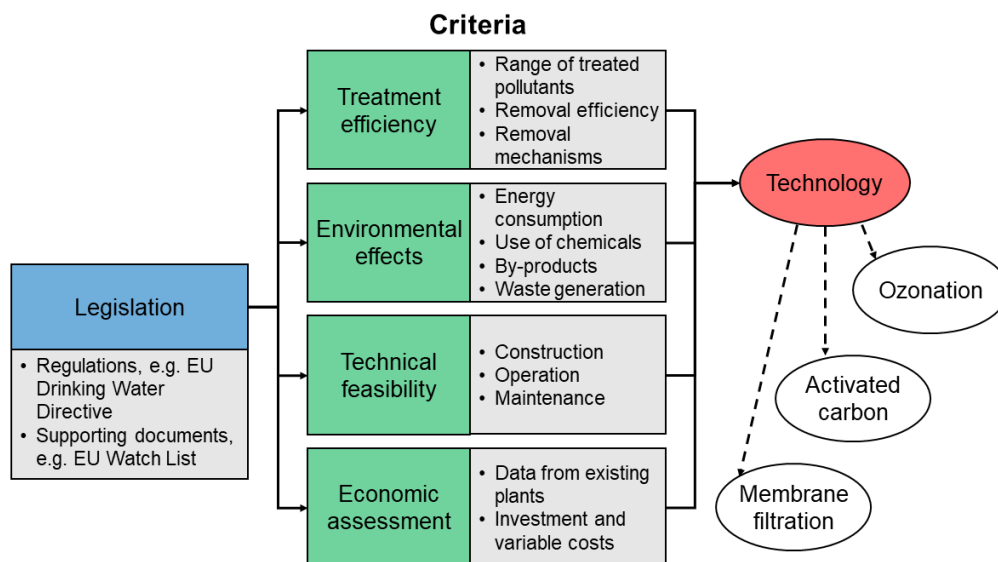 Criteria
Treatment
efficiency
• Range of treated
pollutants
• Removal efficiency
• Removal
mechanisms
Environmental
effects
• Energy
consumption
• Use of chemicals
• By-products
• Waste generation
Legislation
• Regulations, e.g. EU
Drinking Water
Directive
• Supporting documents,
e.g. EU Watch List
Technical
feasibility
• Construction
• Operation
• Maintenance
Economic
assessment
• Data from existing
plants
• Investment and
variable costs
Technology
Ozonation
Activated
carbon
Membrane
filtration